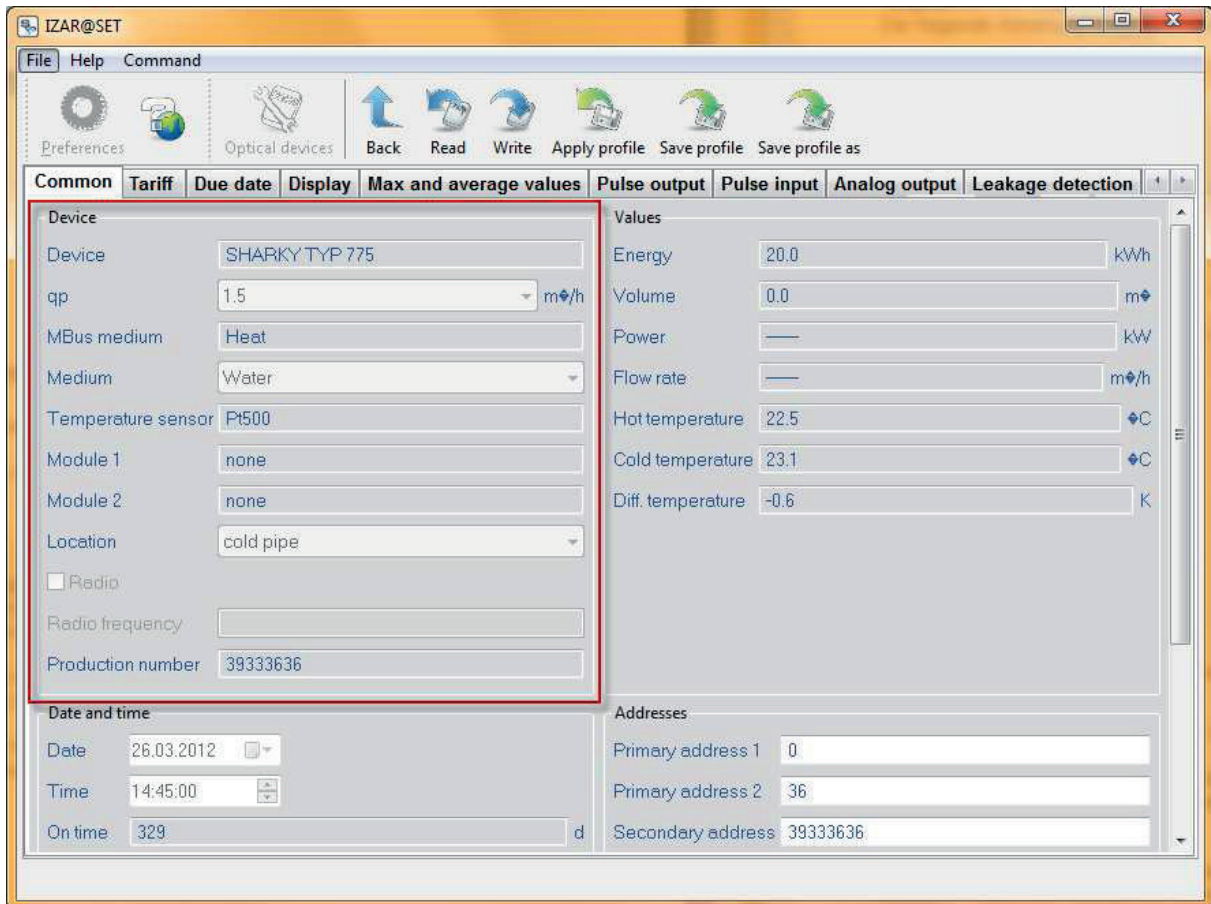 IZAR@SET
File Help Command
Preferences Optical devices Back Read Write Apply profile Save profile Save profile as
Common Tariff Due date Display Max and average values Pulse output Pulse input Analog output Leakage detection
Device
Device SHARKY TYP 775
qp 1.5 m�/h
MBus medium Heat
Medium Water
Temperature sensor Pt500
Module 1 none
Module 2 none
Location cold pipe
Radio
Radio frequency
Production number 39333636
Values
Energy 20.0 kWh
Volume 0.0 m�
Power —— kW
Flow rate —— m�/h
Hot temperature 22.5 �C
Cold temperature 23.1 �C
Diff. temperature -0.6 K
Date and time
Date 26.03.2012
Time 14:45:00
On time 329 d
Addresses
Primary address 1 0
Primary address 2 36
Secondary address 39333636